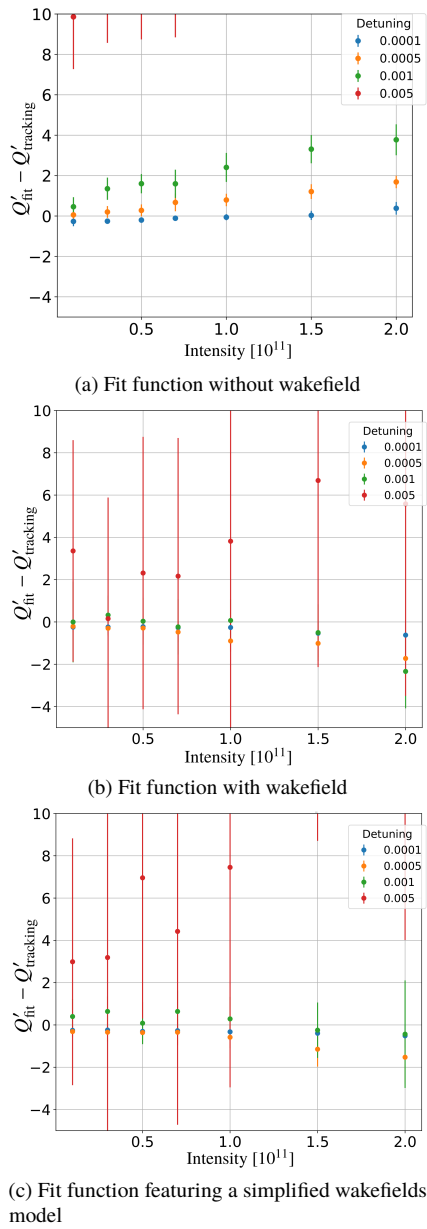 10
8
6
4
2
0
−2
−4
Q′fit − Q′tracking
Detuning
0.0001
0.0005
0.001
0.005
0.5 1.0 1.5 2.0
Intensity [10¹¹]
(a) Fit function without wakefield
10
8
6
4
2
0
−2
−4
Q′fit − Q′tracking
Detuning
0.0001
0.0005
0.001
0.005
0.5 1.0 1.5 2.0
Intensity [10¹¹]
(b) Fit function with wakefield
10
8
6
4
2
0
−2
−4
Q′fit − Q′tracking
Detuning
0.0001
0.0005
0.001
0.005
0.5 1.0 1.5 2.0
Intensity [10¹¹]
(c) Fit function featuring a simplified wakefields
model